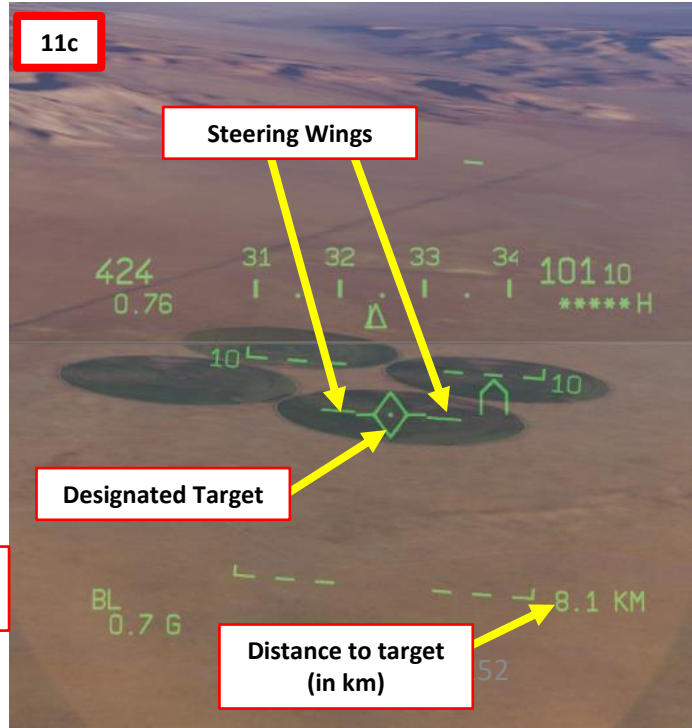 11c
Steering Wings
31 32 33 34
424
0.76
101 10
*****H
10
10
Designated Target
BL
0.7 G
8.1 KM
Distance to target
(in km)
52